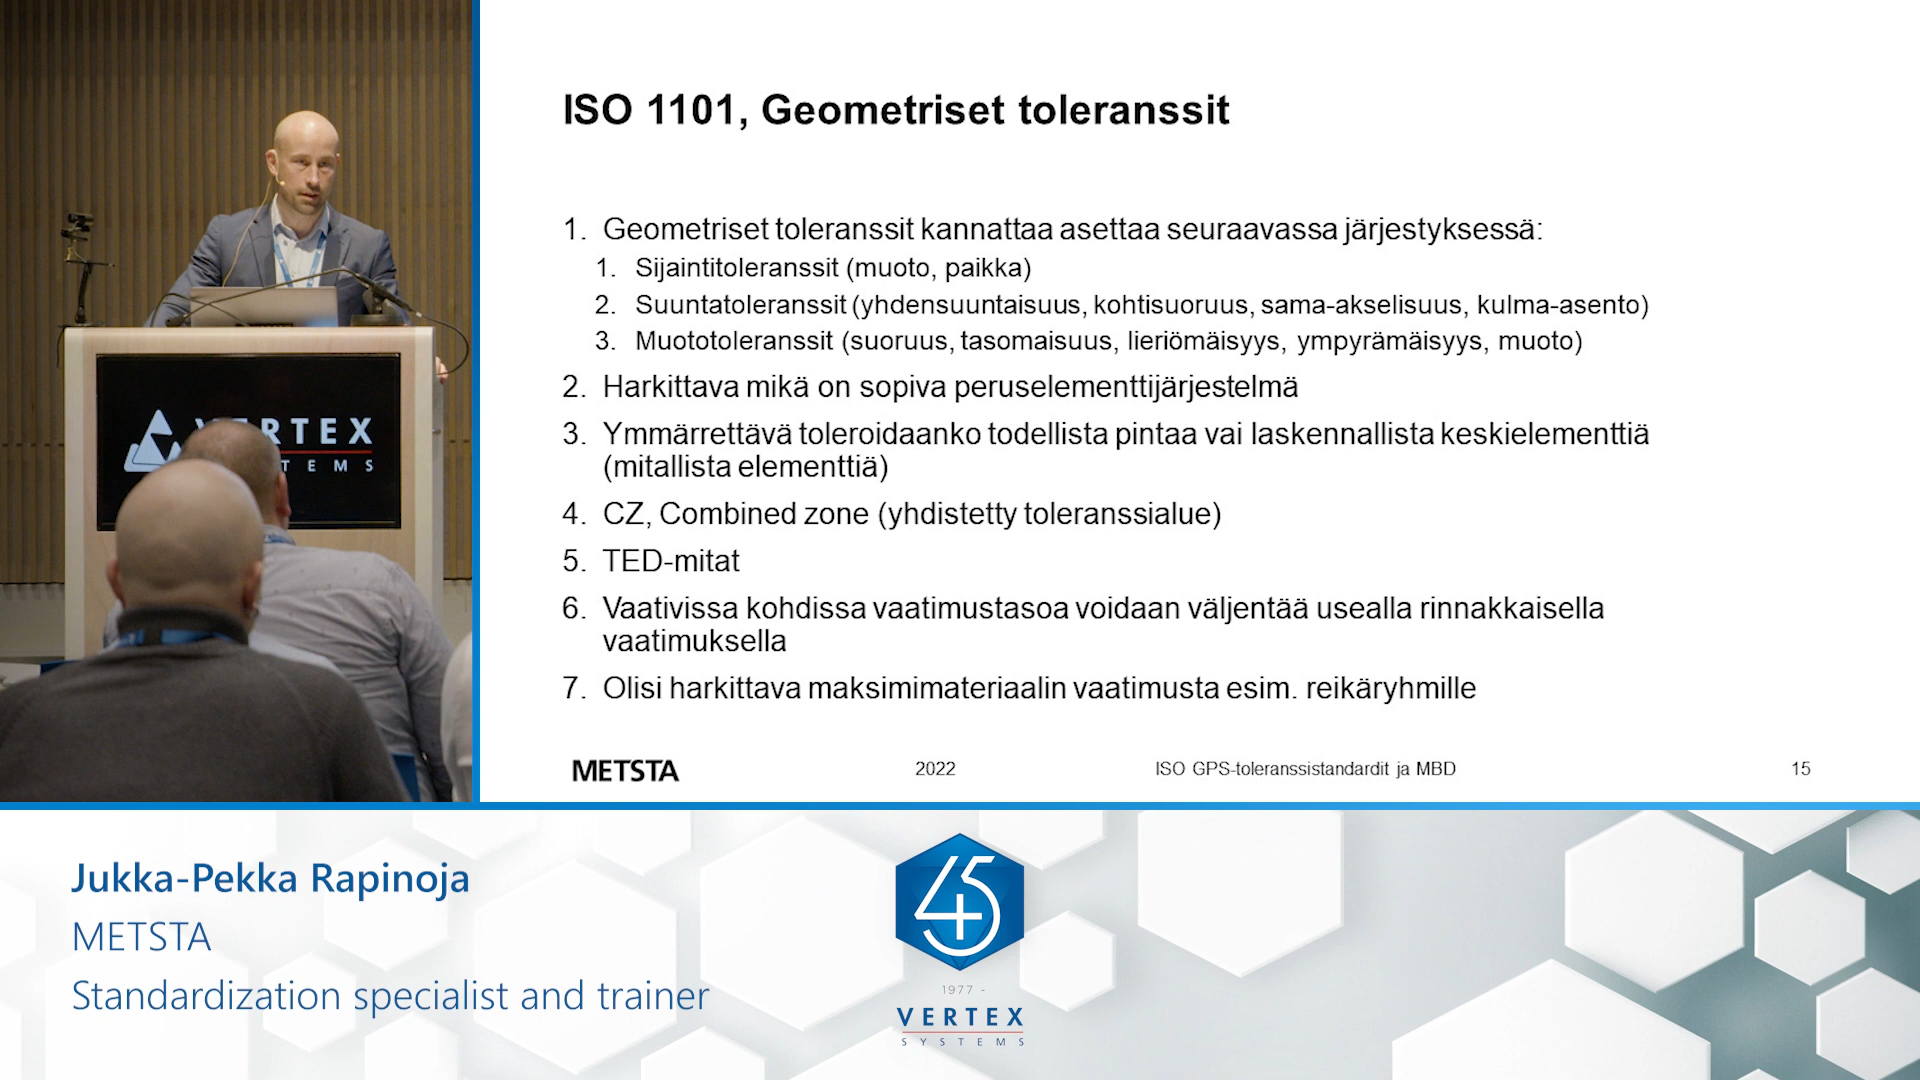 ISO 1101, Geometriset toleranssit
1. Geometriset toleranssit kannattaa asettaa seuraavassa järjestyksessä:
1. Sijaintitoleranssit (muoto, paikka)
2. Suuntatoleranssit (yhdensuuntaisuus, kohtisuoruus, sama-akselisuus, kulma-asento)
3. Muototoleranssit (suoruus, tasomaisuus, lieriömäisyys, ympyrämäisyys, muoto)
2. Harkittava mikä on sopiva peruselementtijärjestelmä
3. Ymmärrettävä toleroidaanko todellista pintaa vai laskennallista keskielementtiä
(mitallista elementtiä)
4. CZ, Combined zone (yhdistetty toleranssialue)
5. TED-mitat
6. Vaativissa kohdissa vaatimustasoa voidaan väljentää usealla rinnakkaisella
vaatimuksella
7. Olisi harkittava maksimimateriaalin vaatimusta esim. reikäryhmille
METSTA 2022 ISO GPS-toleranssistandardit ja MBD 15
VERTEX
TEMS
Jukka-Pekka Rapinoja
METSTA
Standardization specialist and trainer
45
1977 -
VERTEX
SYSTEMS